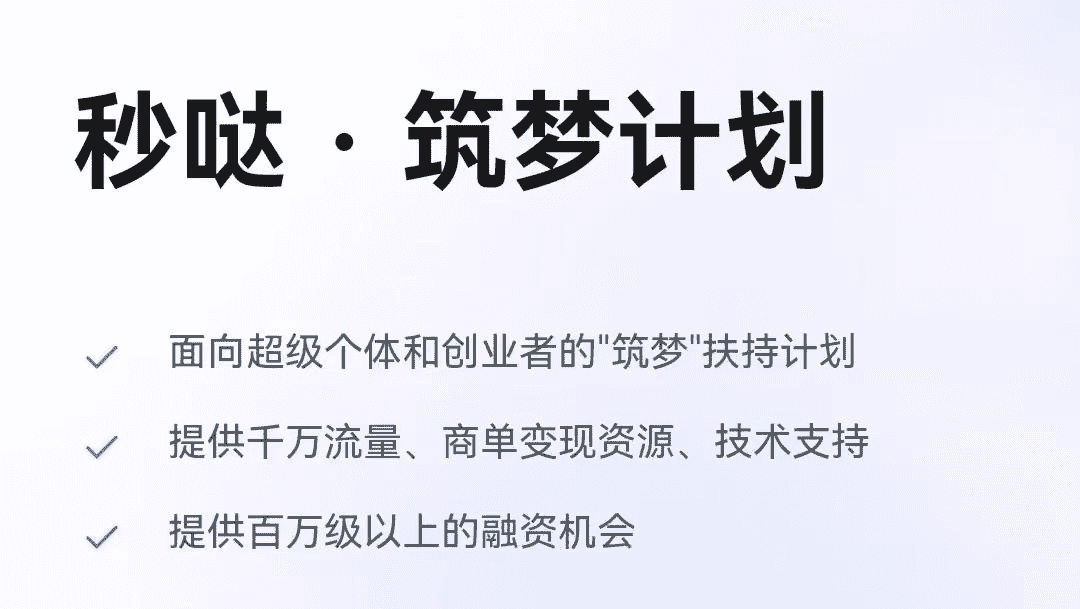 秒哒 · 筑梦计划
面向超级个体和创业者的"筑梦"扶持计划
提供千万流量、商单变现资源、技术支持
提供百万级以上的融资机会